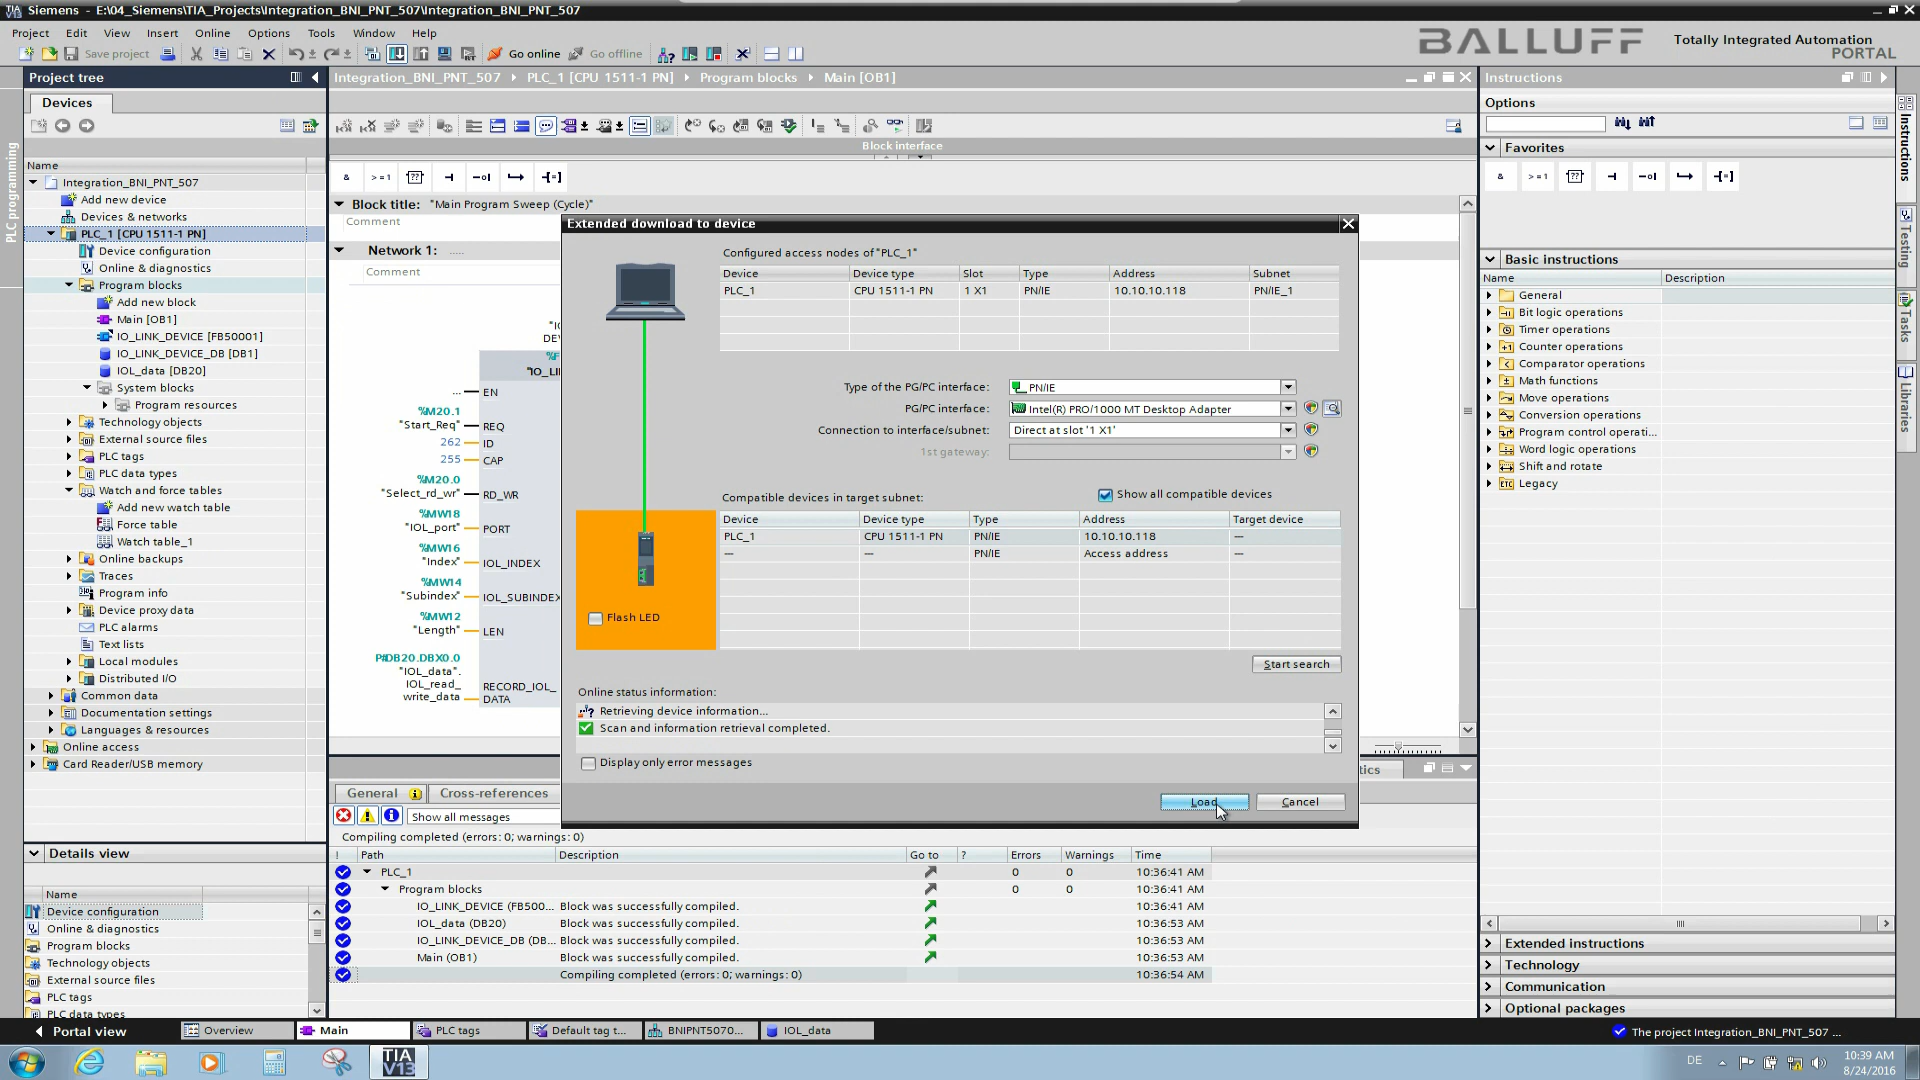 Siemens - E:\04_Siemens\TIA_Projects\Integration_BNI_PNT_507\Integration_BNI_PNT_507
Project Edit View Insert Online Options Tools Window Help
Save project Go online Go offline
BALLUFF
Totally Integrated Automation
PORTAL
PLC programming
Project tree
Devices
Name
Integration_BNI_PNT_507
Add new device
Devices & networks
PLC_1 [CPU 1511-1 PN]
Device configuration
Online & diagnostics
Program blocks
Add new block
Main [OB1]
IO_LINK_DEVICE [FB50001]
IO_LINK_DEVICE_DB [DB1]
IOL_data [DB20]
System blocks
Program resources
Technology objects
External source files
PLC tags
PLC data types
Watch and force tables
Add new watch table
Force table
Watch table_1
Online backups
Traces
Program info
Device proxy data
PLC alarms
Text lists
Local modules
Distributed I/O
Common data
Documentation settings
Languages & resources
Online access
Card Reader/USB memory
Details view
Name
Device configuration
Online & diagnostics
Program blocks
Technology objects
External source files
PLC tags
PLC data types
Integration_BNI_PNT_507 PLC_1 [CPU 1511-1 PN] Program blocks Main [OB1]
Block interface
& >=1 ?? ⊣ -o| ↦ -[=]
Block title: "Main Program Sweep (Cycle)"
Comment
Network 1: .....
Comment
... EN
%M20.1
"Start_Req" REQ
262 ID
255 CAP
%M20.0
"Select_rd_wr" RD_WR
%MW18
"IOL_port" PORT
%MW16
"Index" IOL_INDEX
%MW14
"Subindex" IOL_SUBINDEX
%MW12
"Length" LEN
P#DB20.DBX0.0
"IOL_data".
IOL_read_
write_data
RECORD_IOL_
DATA
Extended download to device
Configured access nodes of "PLC_1"
Device Device type Slot Type Address Subnet
PLC_1 CPU 1511-1 PN 1 X1 PN/IE 10.10.10.118 PN/IE_1
Type of the PG/PC interface: PN/IE
PG/PC interface: Intel(R) PRO/1000 MT Desktop Adapter
Connection to interface/subnet: Direct at slot '1 X1'
1st gateway:
Compatible devices in target subnet: Show all compatible devices
Device Device type Type Address Target device
PLC_1 CPU 1511-1 PN PN/IE 10.10.10.118 —
— — PN/IE Access address —
Flash LED
Start search
Online status information:
Retrieving device information...
Scan and information retrieval completed.
Display only error messages
Load Cancel
General Cross-references
Show all messages
Compiling completed (errors: 0; warnings: 0)
! Path Description Go to ? Errors Warnings Time
PLC_1 0 0 10:36:41 AM
Program blocks 0 0 10:36:41 AM
IO_LINK_DEVICE (FB500... Block was successfully compiled. 10:36:41 AM
IOL_data (DB20) Block was successfully compiled. 10:36:53 AM
IO_LINK_DEVICE_DB (DB... Block was successfully compiled. 10:36:53 AM
Main (OB1) Block was successfully compiled. 10:36:53 AM
Compiling completed (errors: 0; warnings: 0) 10:36:54 AM
Instructions
Options
Favorites
& >=1 ?? ⊣ -o| ↦ -[=]
Basic instructions
Name Description
General
Bit logic operations
Timer operations
Counter operations
Comparator operations
Math functions
Move operations
Conversion operations
Program control operati...
Word logic operations
Shift and rotate
Legacy
Extended instructions
Technology
Communication
Optional packages
Instructions
Testing
Tasks
Libraries
Portal view Overview Main PLC tags Default tag t... BNIPNT5070... IOL_data
The project Integration_BNI_PNT_507 ...
TIA V13
DE
10:39 AM
8/24/2016